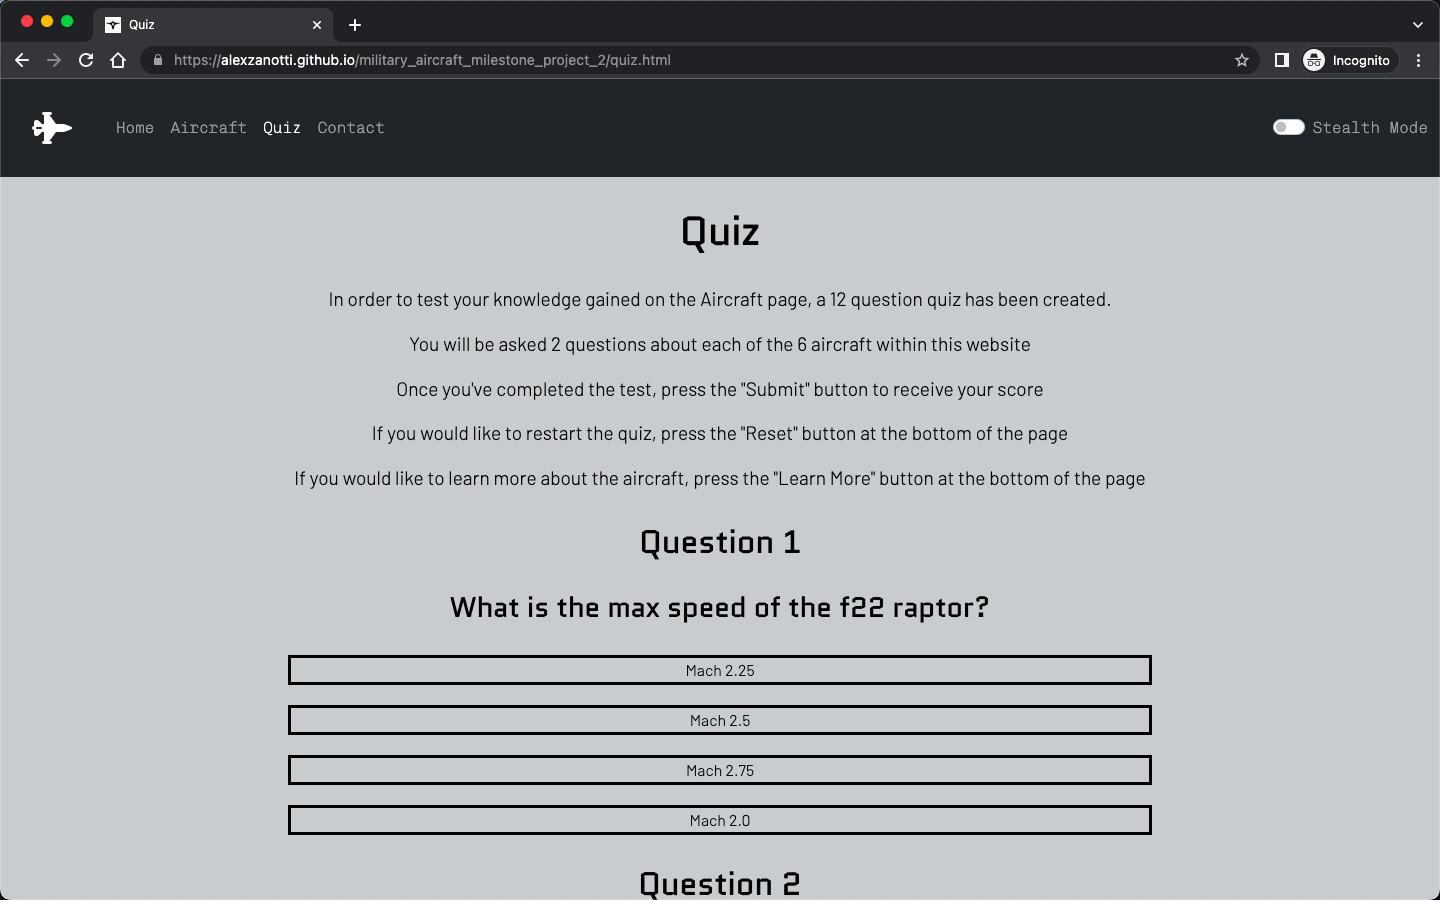 Quiz
https://alexzanotti.github.io/military_aircraft_milestone_project_2/quiz.html
Incognito
Home Aircraft Quiz Contact
Stealth Mode
Quiz
In order to test your knowledge gained on the Aircraft page, a 12 question quiz has been created.
You will be asked 2 questions about each of the 6 aircraft within this website
Once you've completed the test, press the "Submit" button to receive your score
If you would like to restart the quiz, press the "Reset" button at the bottom of the page
If you would like to learn more about the aircraft, press the "Learn More" button at the bottom of the page
Question 1
What is the max speed of the f22 raptor?
Mach 2.25
Mach 2.5
Mach 2.75
Mach 2.0
Question 2